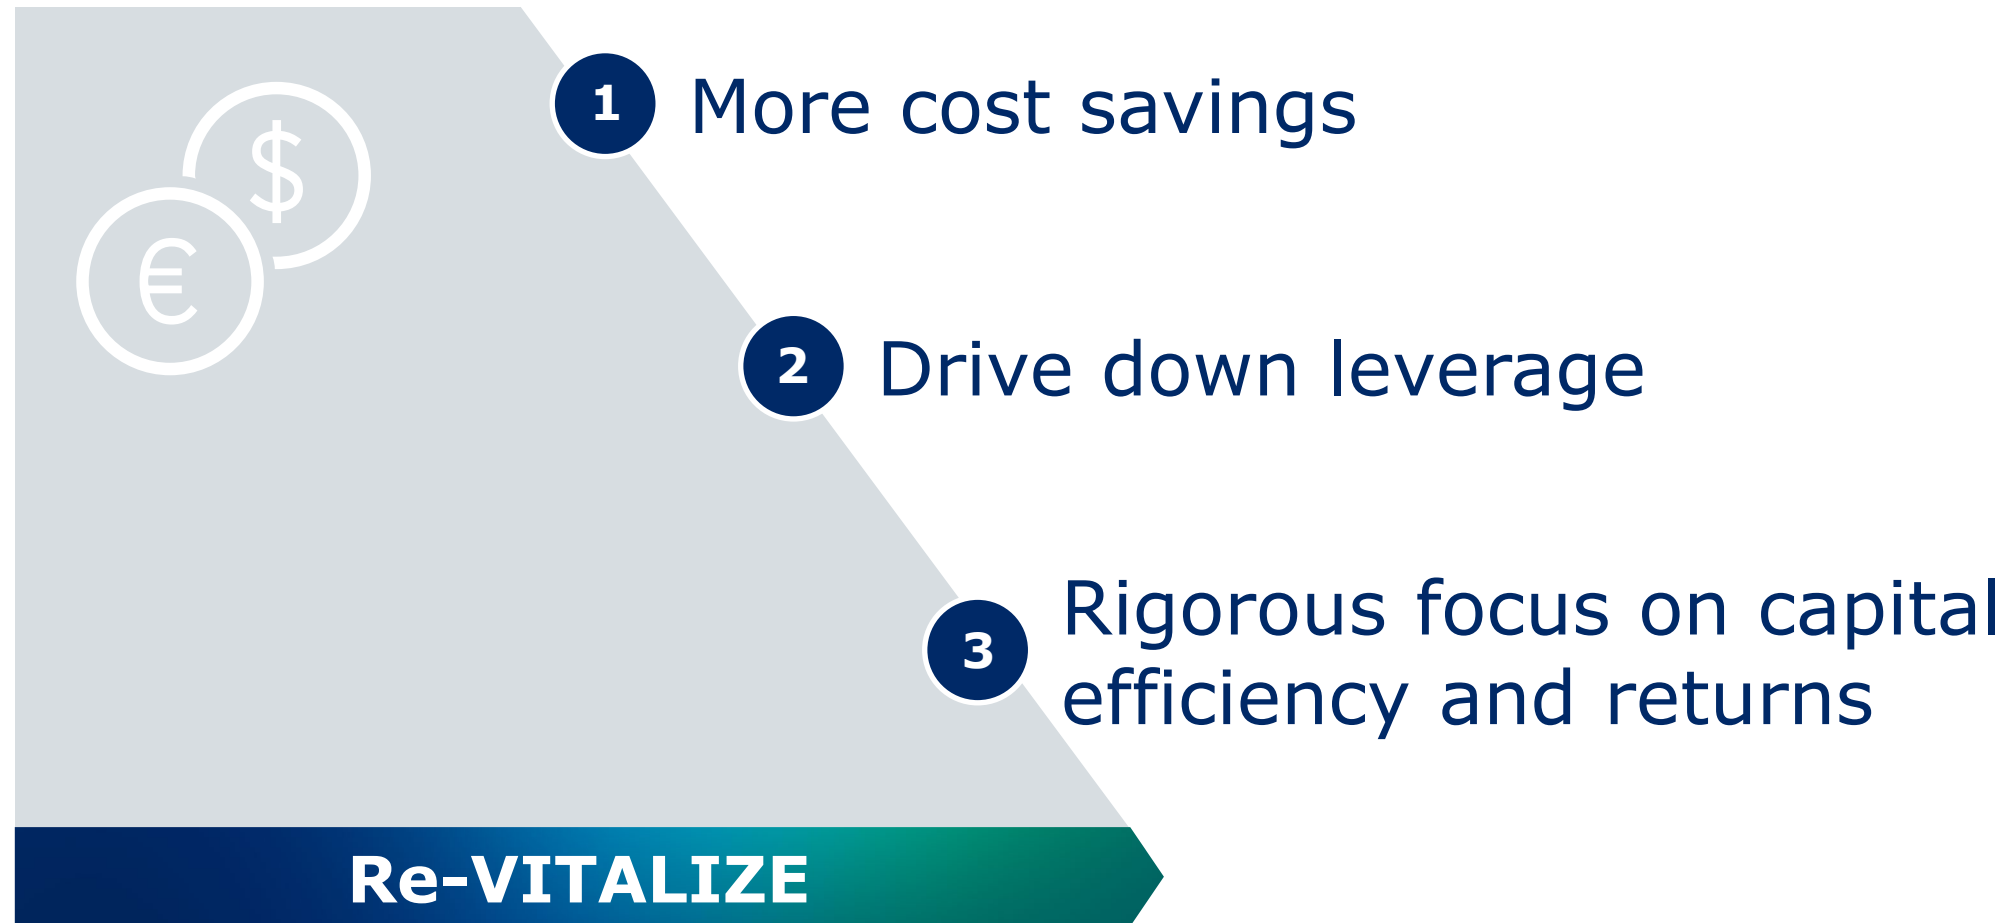 1 More cost savings
2 Drive down leverage
3 Rigorous focus on capital
efficiency and returns
$
€
Re-VITALIZE